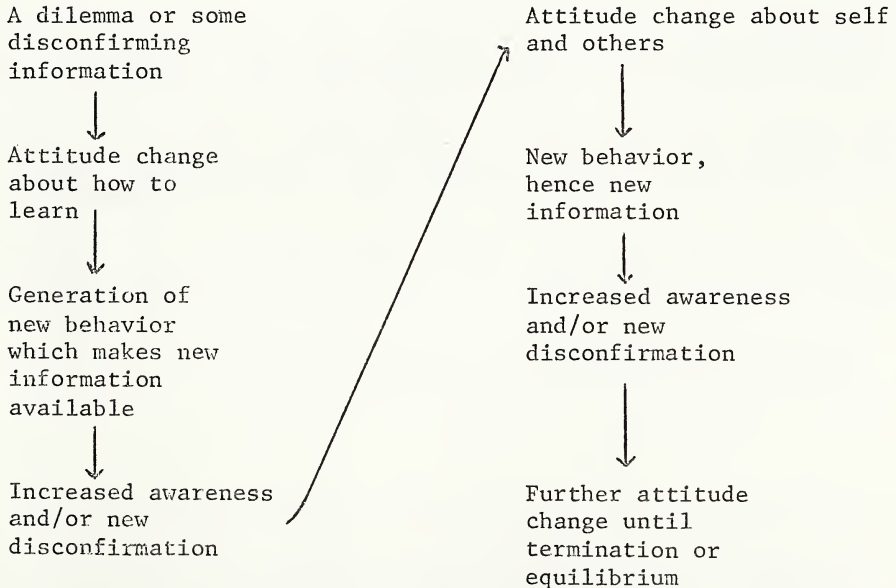 A dilemma or some
disconfirming
information
Attitude change
about how to
learn
Generation of
new behavior
which makes new
information
available
Increased awareness
and/or new
disconfirmation
Attitude change about self
and others
New behavior,
hence new
information
Increased awareness
and/or new
disconfirmation
Further attitude
change until
termination or
equilibrium